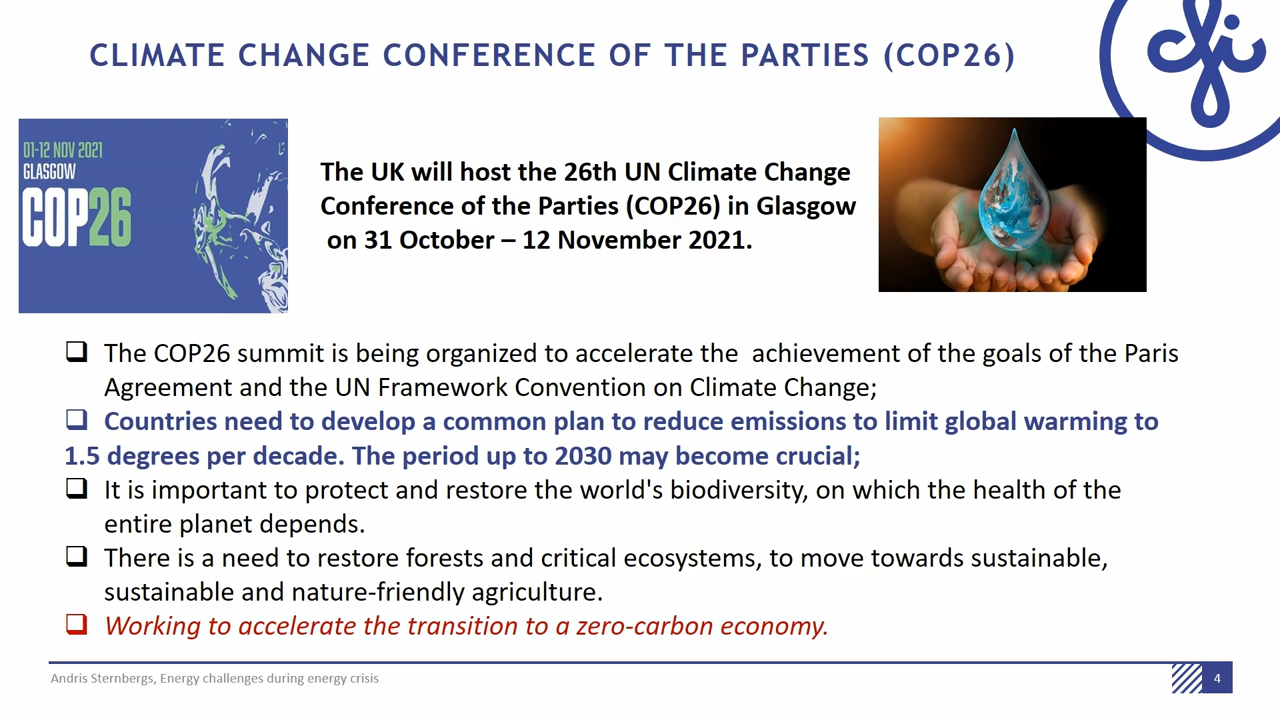 CLIMATE CHANGE CONFERENCE OF THE PARTIES (COP26)
01-12 NOV 2021
GLASGOW
COP26
The UK will host the 26th UN Climate Change
Conference of the Parties (COP26) in Glasgow
on 31 October – 12 November 2021.
❑ The COP26 summit is being organized to accelerate the  achievement of the goals of the Paris
Agreement and the UN Framework Convention on Climate Change;
❑ Countries need to develop a common plan to reduce emissions to limit global warming to
1.5 degrees per decade. The period up to 2030 may become crucial;
❑ It is important to protect and restore the world's biodiversity, on which the health of the
entire planet depends.
❑ There is a need to restore forests and critical ecosystems, to move towards sustainable,
sustainable and nature-friendly agriculture.
❑ Working to accelerate the transition to a zero-carbon economy.
Andris Sternbergs, Energy challenges during energy crisis
4